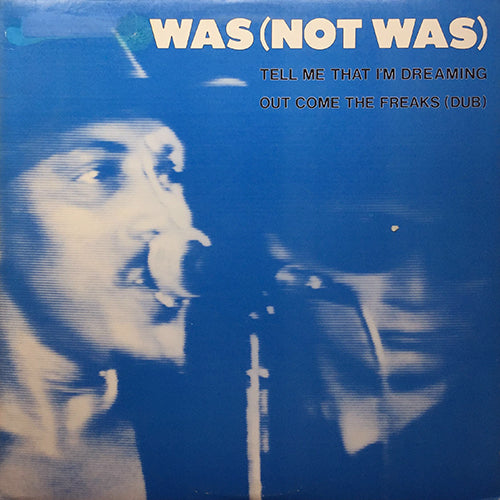 WAS (NOT WAS)
TELL ME THAT I'M DREAMING
OUT COME THE FREAKS (DUB)